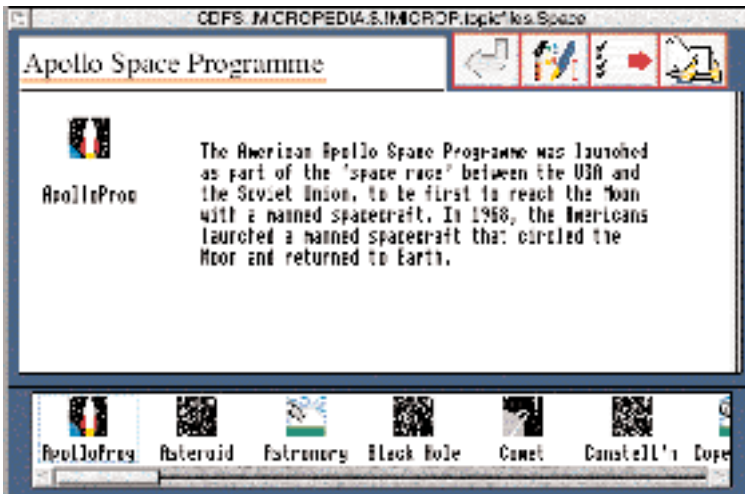 CDFS::MICROPEDIA.$.!MICROP.topicfiles.Space
Apollo Space Programme
ApolloProg
The American Apollo Space Programme was launched
as part of the 'space race' between the USA and
the Soviet Union, to be first to reach the Moon
with a manned spacecraft. In 1968, the Americans
launched a manned spacecraft that circled the
Moon and returned to Earth.
ApolloProg Asteroid Astronomy Black Hole Comet Constell'n Cope